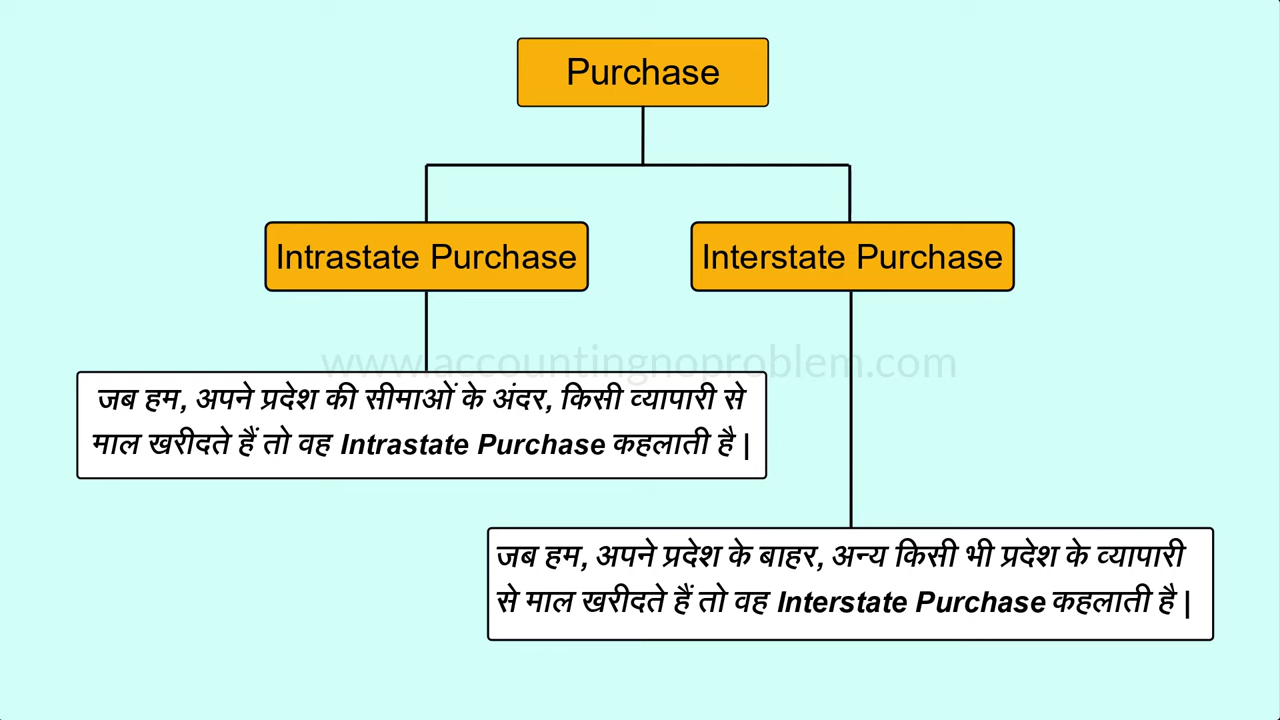 Purchase
Intrastate Purchase
Interstate Purchase
www.accountingnoproblem.com
जब हम, अपने प्रदेश की सीमाओं के अंदर, किसी व्यापारी से
माल खरीदते हैं तो वह Intrastate Purchase कहलाती है |
जब हम, अपने प्रदेश के बाहर, अन्य किसी भी प्रदेश के व्यापारी
से माल खरीदते हैं तो वह Interstate Purchase कहलाती है |